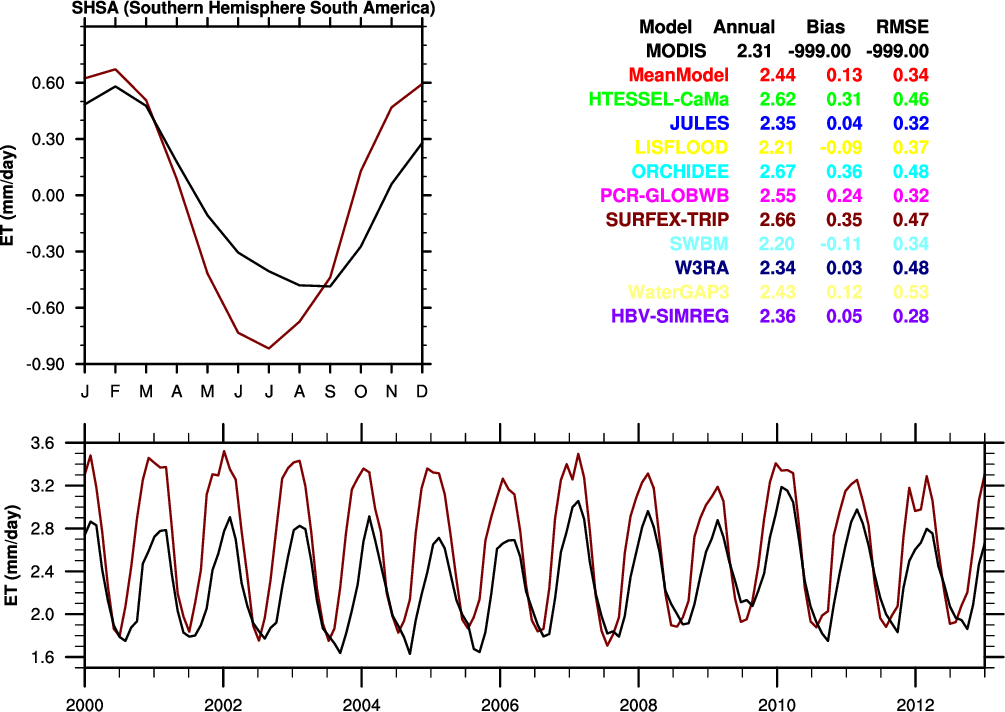 SHSA (Southern Hemisphere South America)
Model Annual Bias RMSE
MODIS 2.31 -999.00 -999.00
MeanModel 2.44 0.13 0.34
HTESSEL-CaMa 2.62 0.31 0.46
JULES 2.35 0.04 0.32
LISFLOOD 2.21 -0.09 0.37
ORCHIDEE 2.67 0.36 0.48
PCR-GLOBWB 2.55 0.24 0.32
SURFEX-TRIP 2.66 0.35 0.47
SWBM 2.20 -0.11 0.34
W3RA 2.34 0.03 0.48
WaterGAP3 2.43 0.12 0.53
HBV-SIMREG 2.36 0.05 0.28
ET (mm/day)
0.60
0.30
0.00
-0.30
-0.60
-0.90
J F M A M J J A S O N D
ET (mm/day)
3.6
3.2
2.8
2.4
2.0
1.6
2000 2002 2004 2006 2008 2010 2012